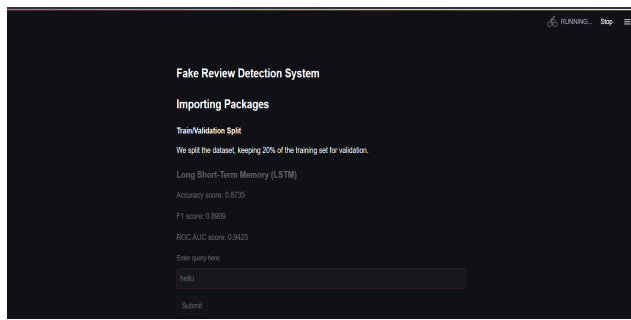 RUNNING... Stop
Fake Review Detection System
Importing Packages
Train/Validation Split
We split the dataset, keeping 20% of the training set for validation.
Long Short-Term Memory (LSTM)
Accuracy score: 0.8735
F1 score: 0.8909
ROC AUC score: 0.9423
Enter query here:
hello
Submit